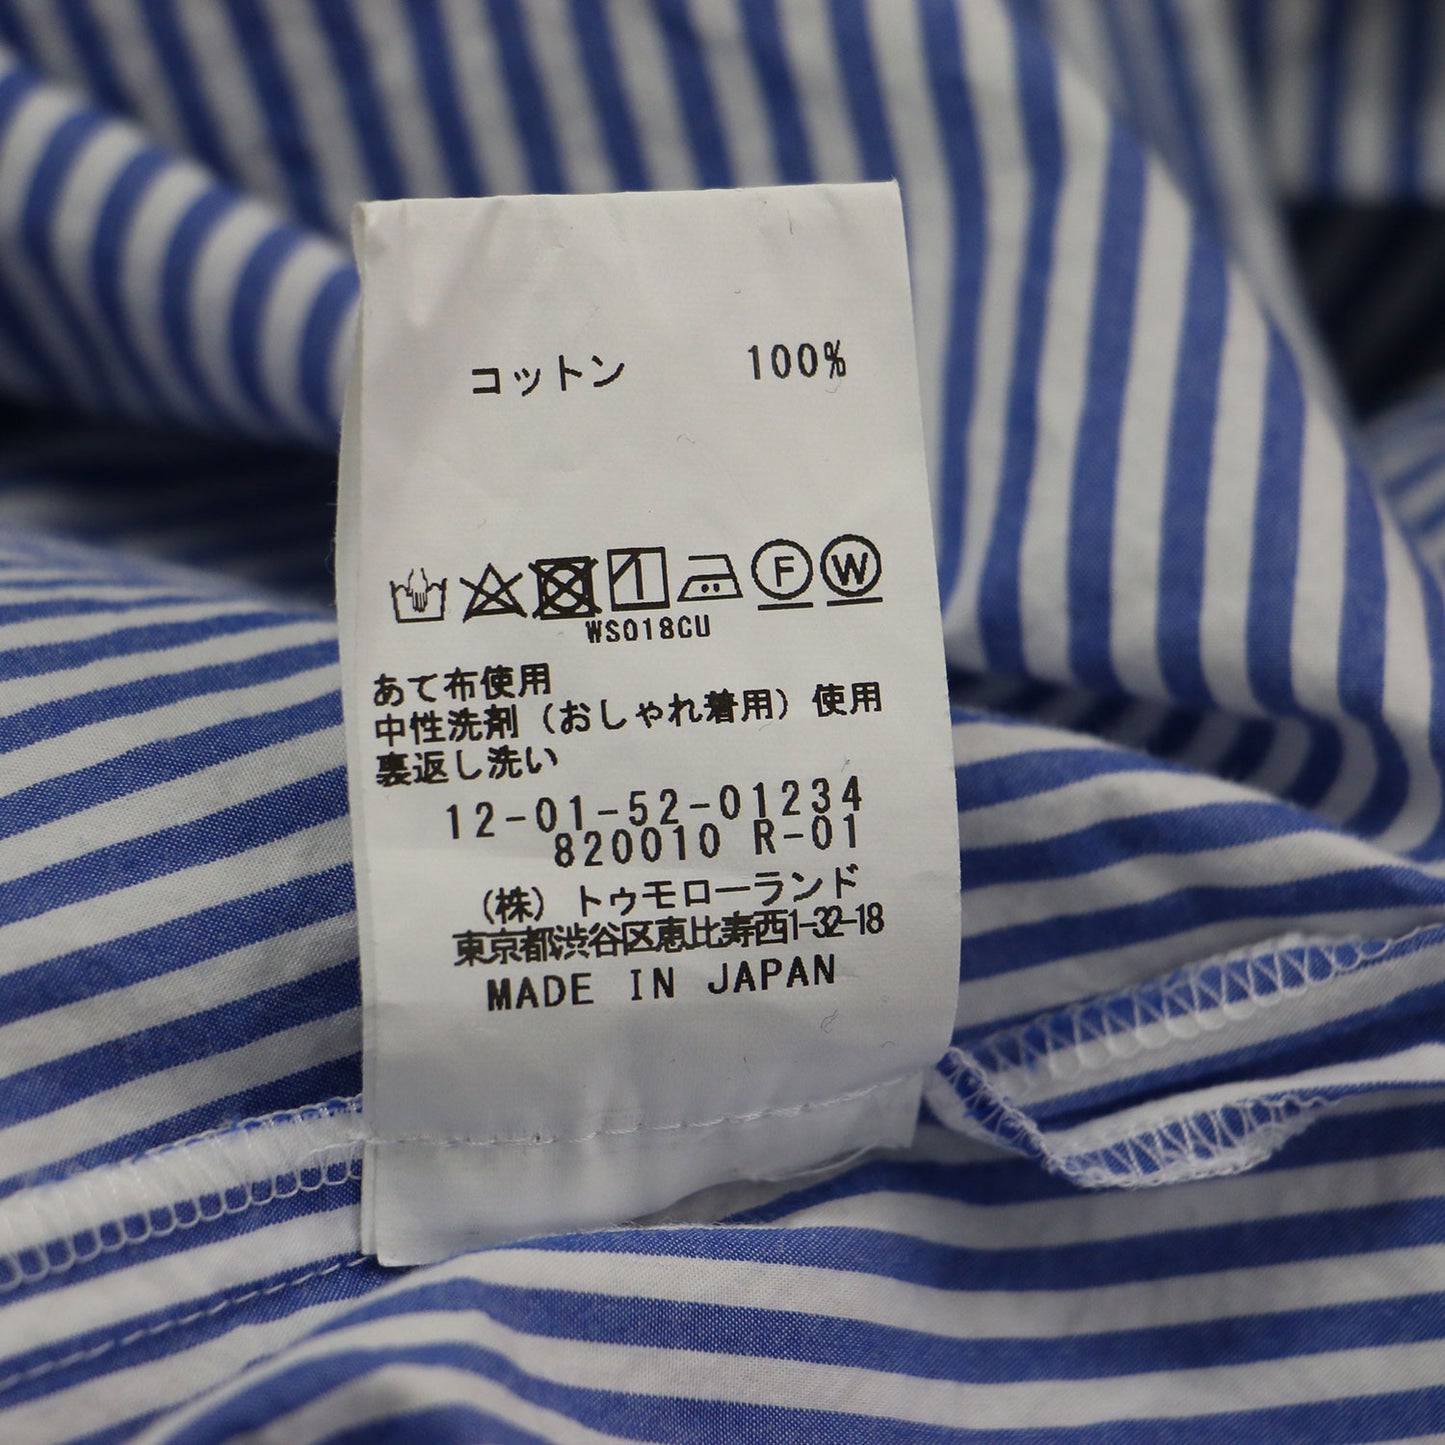 コットン 100%
F W
WS018CU
あて布使用
中性洗剤（おしゃれ着用）使用
裏返し洗い
12-01-52-01234
820010 R-01
（株）トゥモローランド
東京都渋谷区恵比寿西1-32-18
MADE IN JAPAN